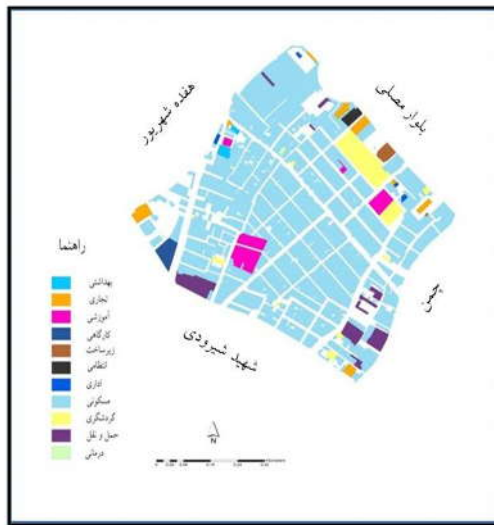 هفده شهریور
بلوار مصلی
چمن
شهید شیرودی
راهنما
بهداشتی
تجاری
آموزشی
کارگاهی
زیرساخت
انتظامی
اداری
مسکونی
گردشگری
حمل و نقل
درمانی
N